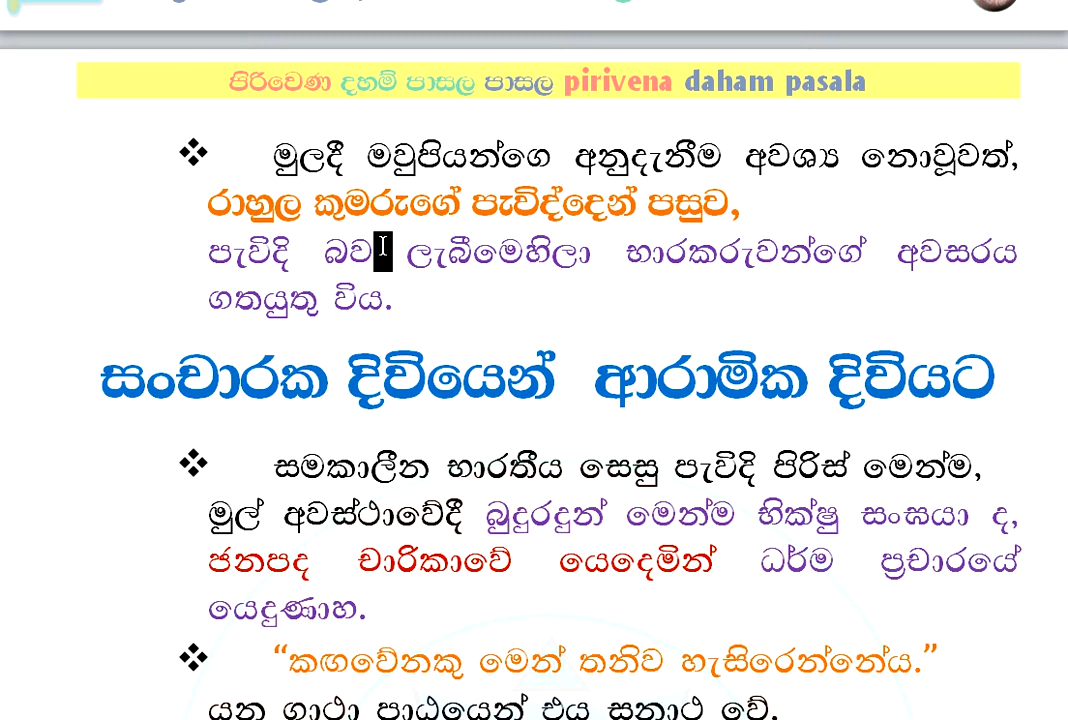 පිරිවෙණ දහම් පාසල පාසල pirivena daham pasala
❖ මුලදී මවුපියන්ගෙ අනුදැනීම අවශ්‍ය නොවූවත්,
රාහුල කුමරුගේ පැවිද්දෙන් පසුව,
පැවිදි බව ලැබීමෙහිලා භාරකරුවන්ගේ අවසරය
ගතයුතු විය.
සංචාරක දිවියෙන් ආරාමික දිවියට
❖ සමකාලීන භාරතීය සෙසු පැවිදි පිරිස් මෙන්ම,
මුල් අවස්ථාවේදී බුදුරදුන් මෙන්ම භික්ෂු සංඝයා ද,
ජනපද චාරිකාවේ යෙදෙමින් ධර්ම ප්‍රචාරයේ
යෙදුණාහ.
❖ “කඟවේනකු මෙන් තනිව හැසිරෙන්නේය.”
යන ගාථා පාඨයෙන් එය සනාථ වේ.